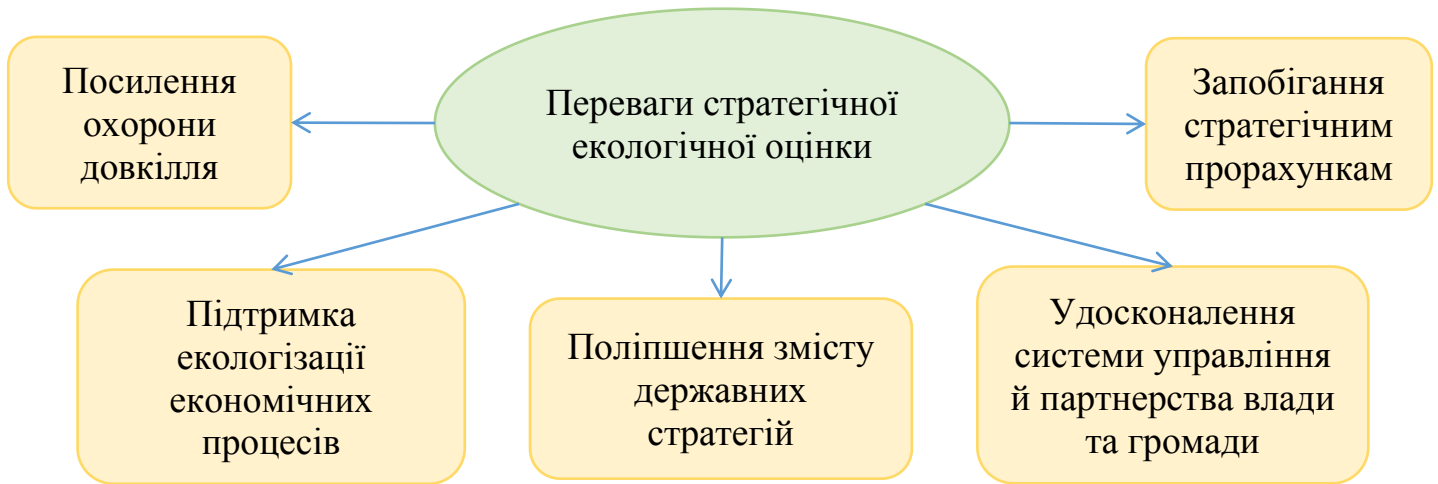 Переваги стратегічної
екологічної оцінки
Посилення
охорони
довкілля
Запобігання
стратегічним
прорахункам
Підтримка
екологізації
економічних
процесів
Поліпшення змісту
державних
стратегій
Удосконалення
системи управління
й партнерства влади
та громади